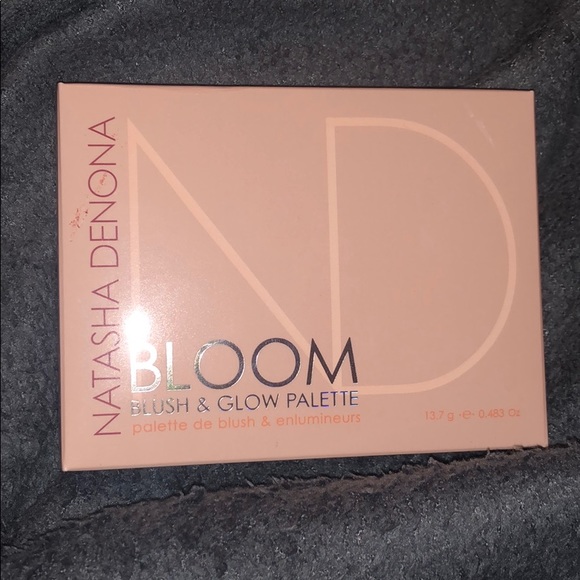 NATASHA DENONA
ND
BLOOM
BLUSH & GLOW PALETTE
palette de blush & enlumineurs
13,7 g ·e· 0.483 Oz